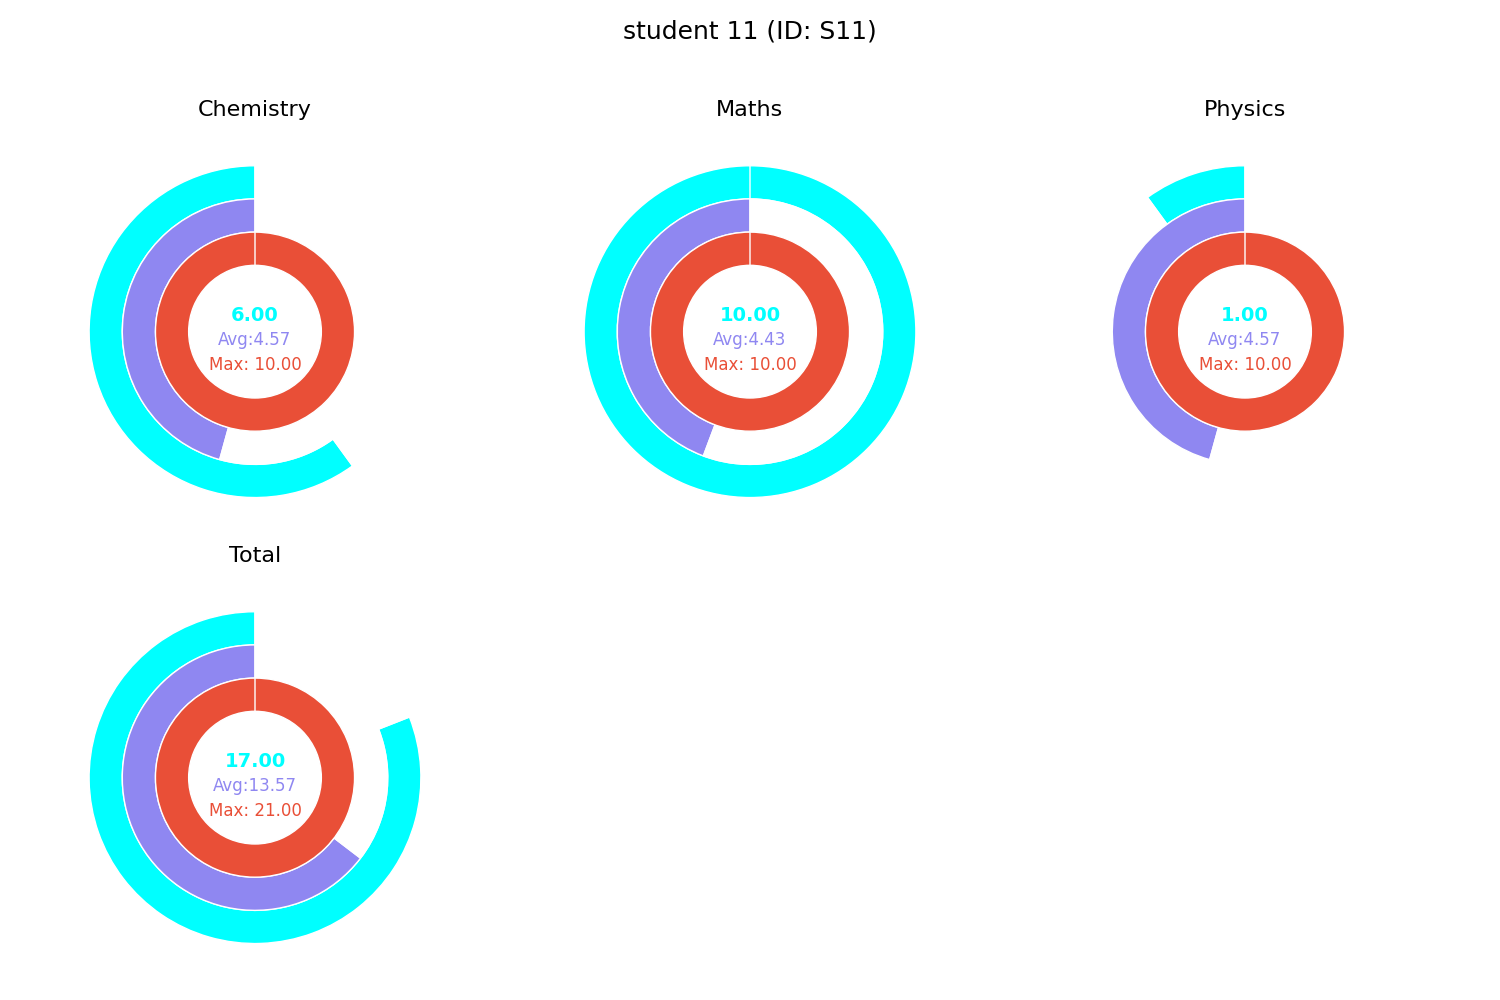 student 11 (ID: S11)
Chemistry
6.00
Avg:4.57
Max: 10.00
Maths
10.00
Avg:4.43
Max: 10.00
Physics
1.00
Avg:4.57
Max: 10.00
Total
17.00
Avg:13.57
Max: 21.00